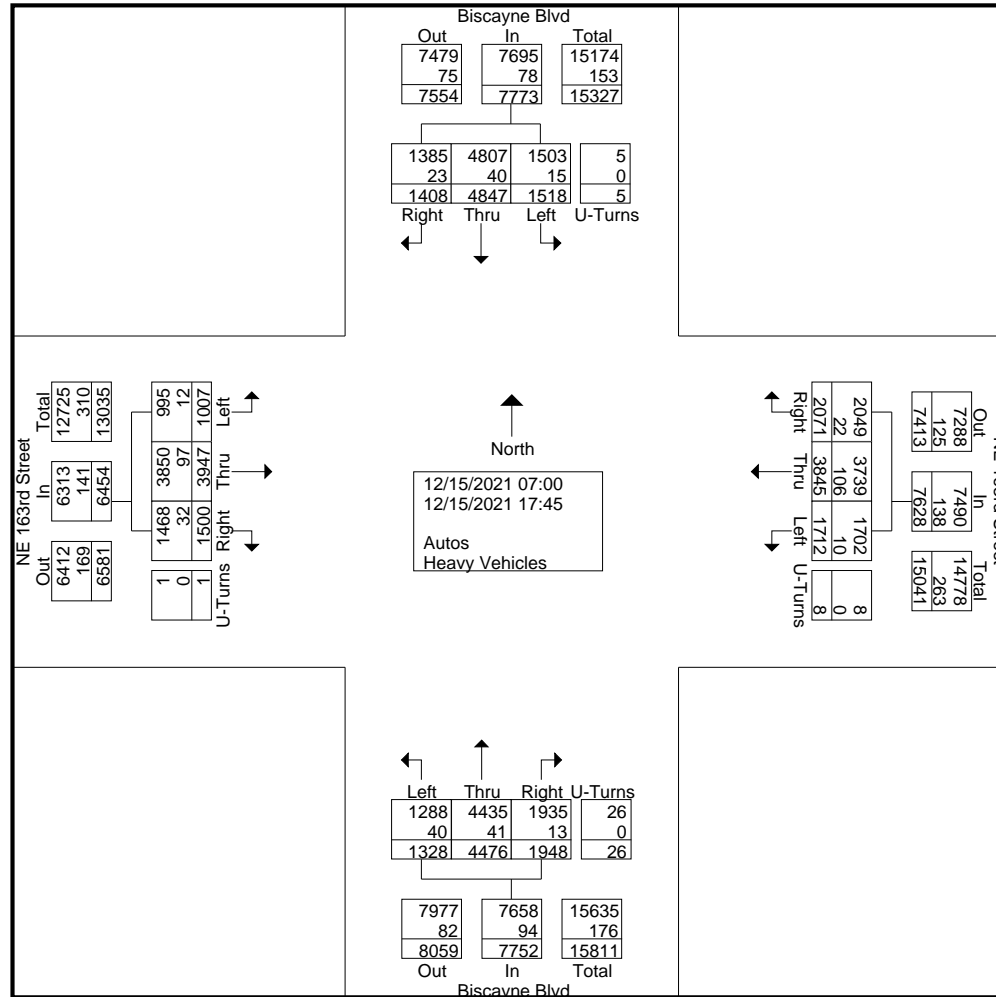 Biscayne Blvd
Out In Total
7479 7695 15174
75 78 153
7554 7773 15327
1385 4807 1503 5
23 40 15 0
1408 4847 1518 5
Right Thru Left U-Turns
NE 163rd Street
Total In Out
12725 6313 6412
310 141 169
13035 6454 6581
995 3850 1468 1
12 97 32 0
1007 3947 1500 1
Left Thru Right U-Turns
North
12/15/2021 07:00
12/15/2021 17:45
Autos
Heavy Vehicles
Right Thru Left U-Turns
2071 3845 1712 8
22 106 10 0
2049 3739 1702 8
Out In Total
7288 7490 14778
125 138 263
7413 7628 15041
Left Thru Right U-Turns
1288 4435 1935 26
40 41 13 0
1328 4476 1948 26
7977 7658 15635
82 94 176
8059 7752 15811
Out In Total
Biscayne Blvd